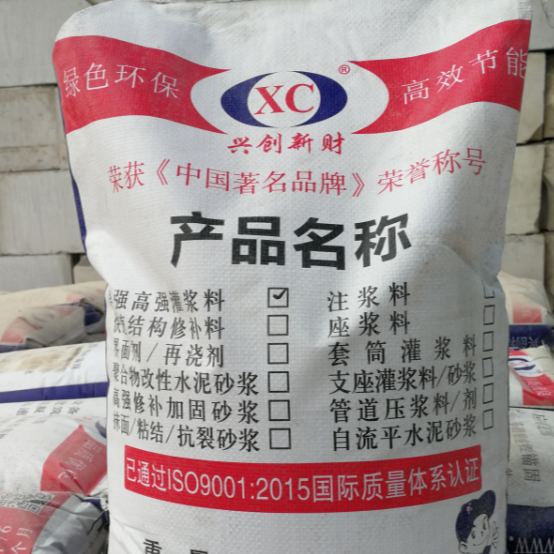 绿色环保
XC®
高效节能
兴创新财
荣获《中国著名品牌》荣誉称号
产品名称
强高强灌浆料 注浆料
结构修补料 座浆料
界面剂/再浇剂 套筒灌浆料
聚合物改性水泥砂浆 支座灌浆料/砂浆
高强修补加固砂浆 管道压浆料/剂
面/粘结/抗裂砂浆 自流平水泥砂浆
已通过ISO9001:2015国际质量体系认证